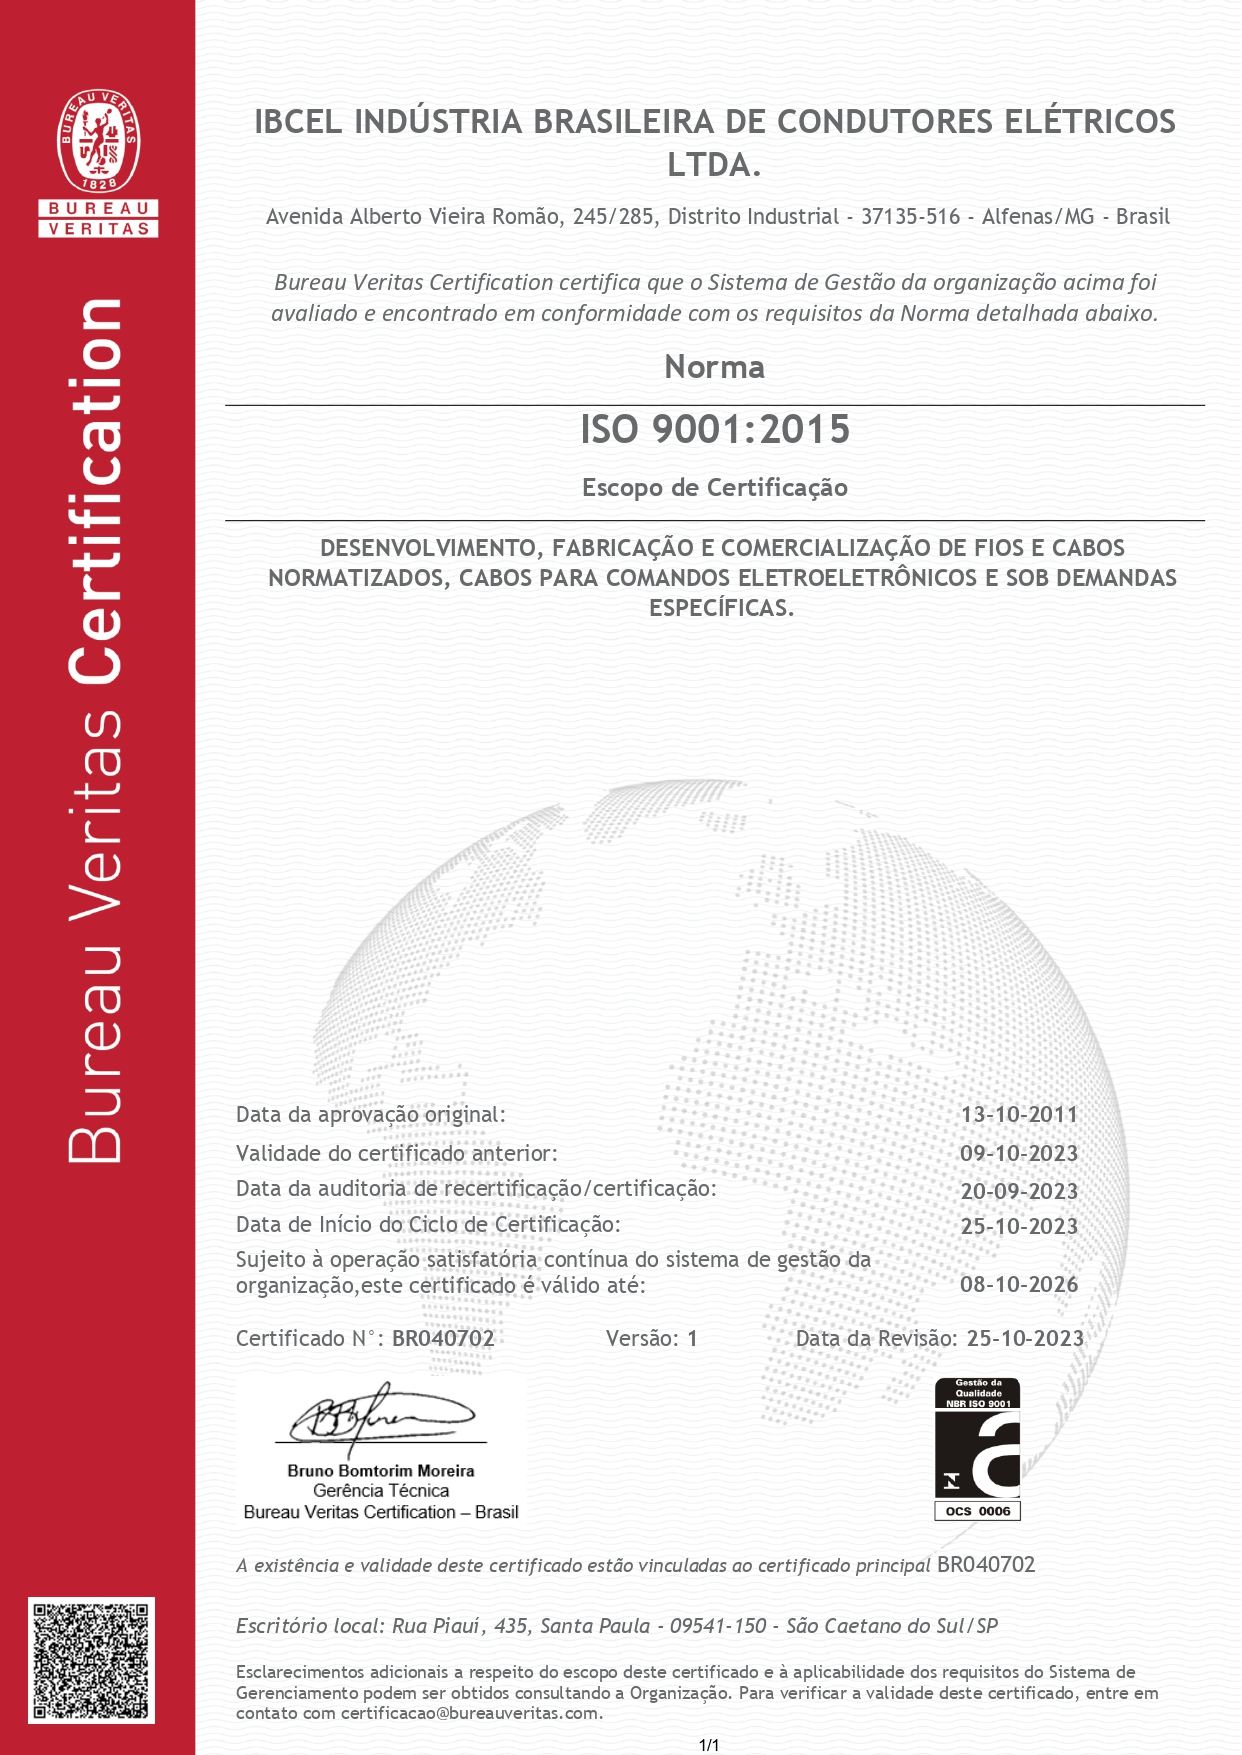 BUREAU VERITAS
1828
BUREAU
VERITAS
Bureau Veritas Certification
IBCEL INDÚSTRIA BRASILEIRA DE CONDUTORES ELÉTRICOS
LTDA.
Avenida Alberto Vieira Romão, 245/285, Distrito Industrial - 37135-516 - Alfenas/MG - Brasil
Bureau Veritas Certification certifica que o Sistema de Gestão da organização acima foi
avaliado e encontrado em conformidade com os requisitos da Norma detalhada abaixo.
Norma
ISO 9001:2015
Escopo de Certificação
DESENVOLVIMENTO, FABRICAÇÃO E COMERCIALIZAÇÃO DE FIOS E CABOS
NORMATIZADOS, CABOS PARA COMANDOS ELETROELETRÔNICOS E SOB DEMANDAS
ESPECÍFICAS.
Data da aprovação original: 13-10-2011
Validade do certificado anterior: 09-10-2023
Data da auditoria de recertificação/certificação: 20-09-2023
Data de Início do Ciclo de Certificação: 25-10-2023
Sujeito à operação satisfatória contínua do sistema de gestão da
organização,este certificado é válido até: 08-10-2026
Certificado N°: BR040702 Versão: 1 Data da Revisão: 25-10-2023
Bruno Bomtorim Moreira
Gerência Técnica
Bureau Veritas Certification – Brasil
Gestão da
Qualidade
NBR ISO 9001
OCS 0006
A existência e validade deste certificado estão vinculadas ao certificado principal BR040702
Escritório local: Rua Piauí, 435, Santa Paula - 09541-150 - São Caetano do Sul/SP
Esclarecimentos adicionais a respeito do escopo deste certificado e à aplicabilidade dos requisitos do Sistema de
Gerenciamento podem ser obtidos consultando a Organização. Para verificar a validade deste certificado, entre em
contato com certificacao@bureauveritas.com.
1/1